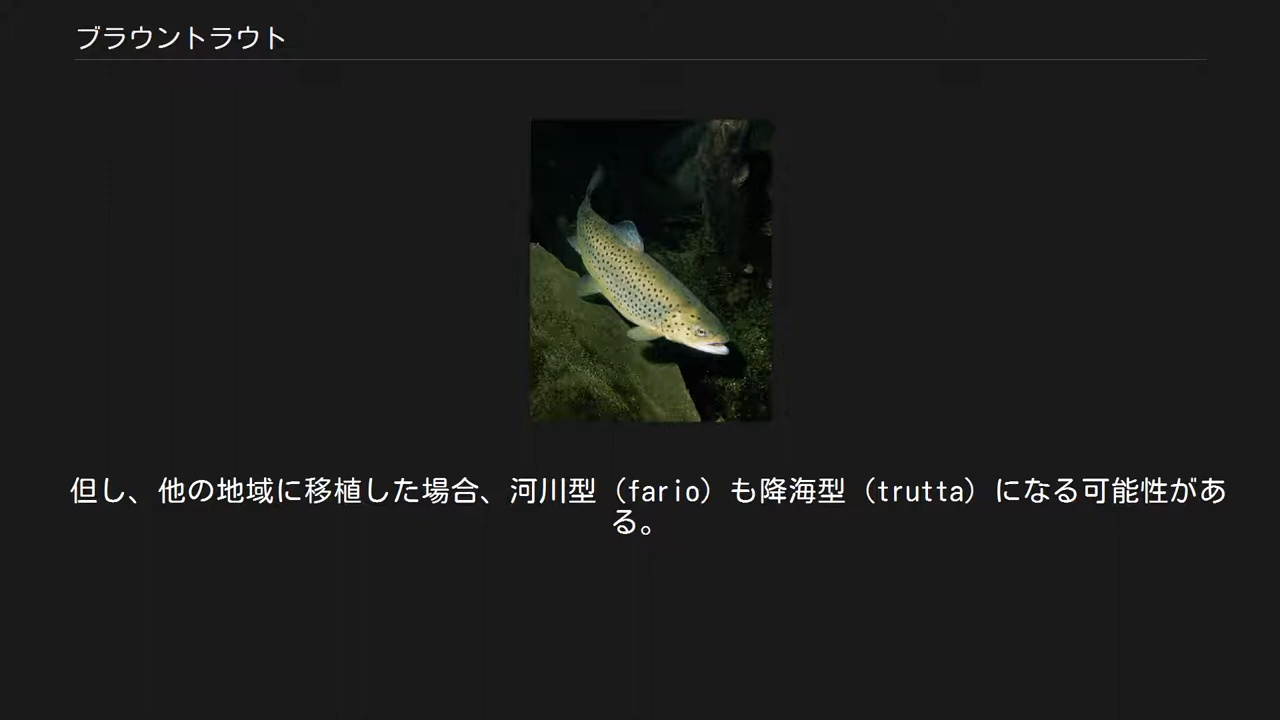 ブラウントラウト
但し、他の地域に移植した場合、河川型（fario）も降海型（trutta）になる可能性があ
る。